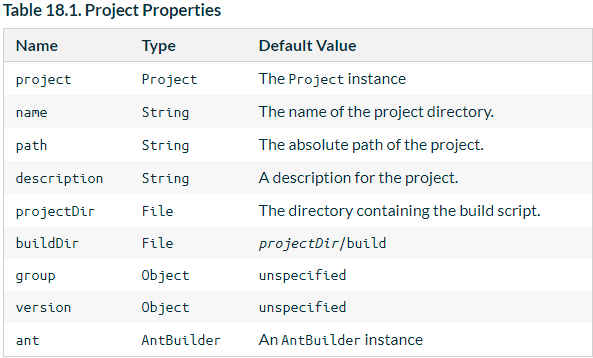 Table 18.1. Project Properties
Name Type Default Value
project Project The Project instance
name String The name of the project directory.
path String The absolute path of the project.
description String A description for the project.
projectDir File The directory containing the build script.
buildDir File projectDir/build
group Object unspecified
version Object unspecified
ant AntBuilder An AntBuilder instance